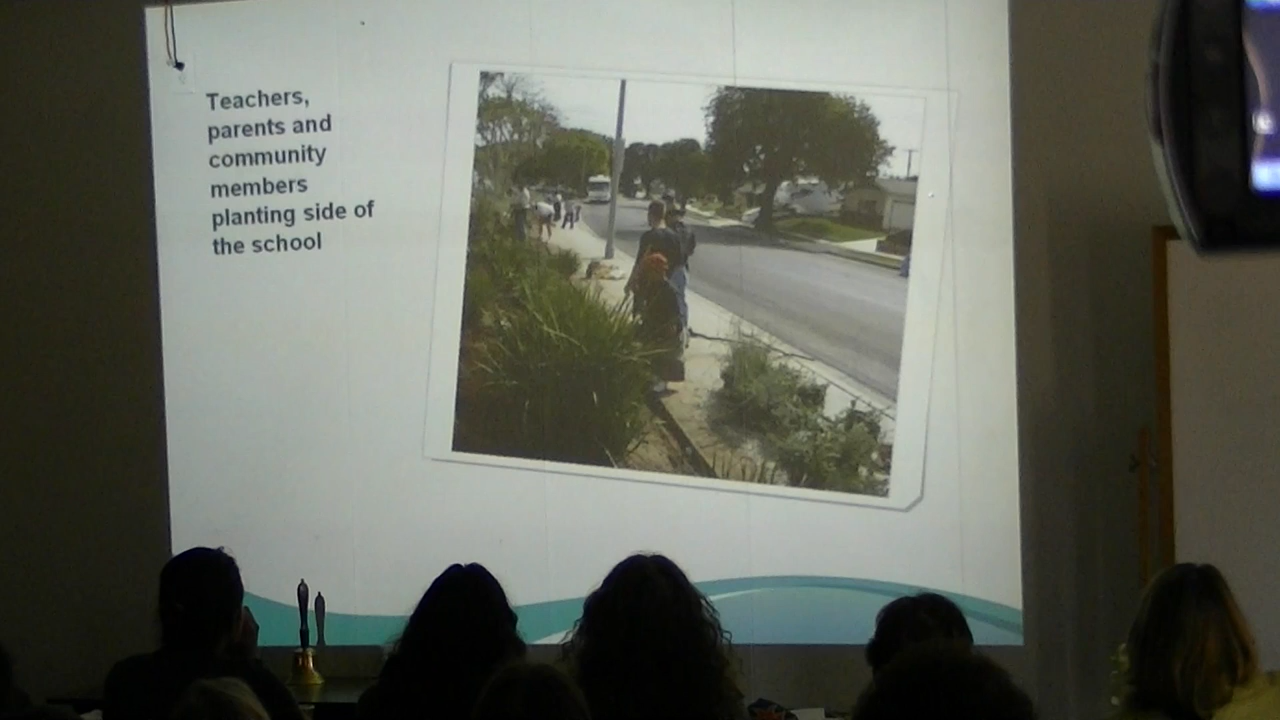 Teachers,
parents and
community
members
planting side of
the school